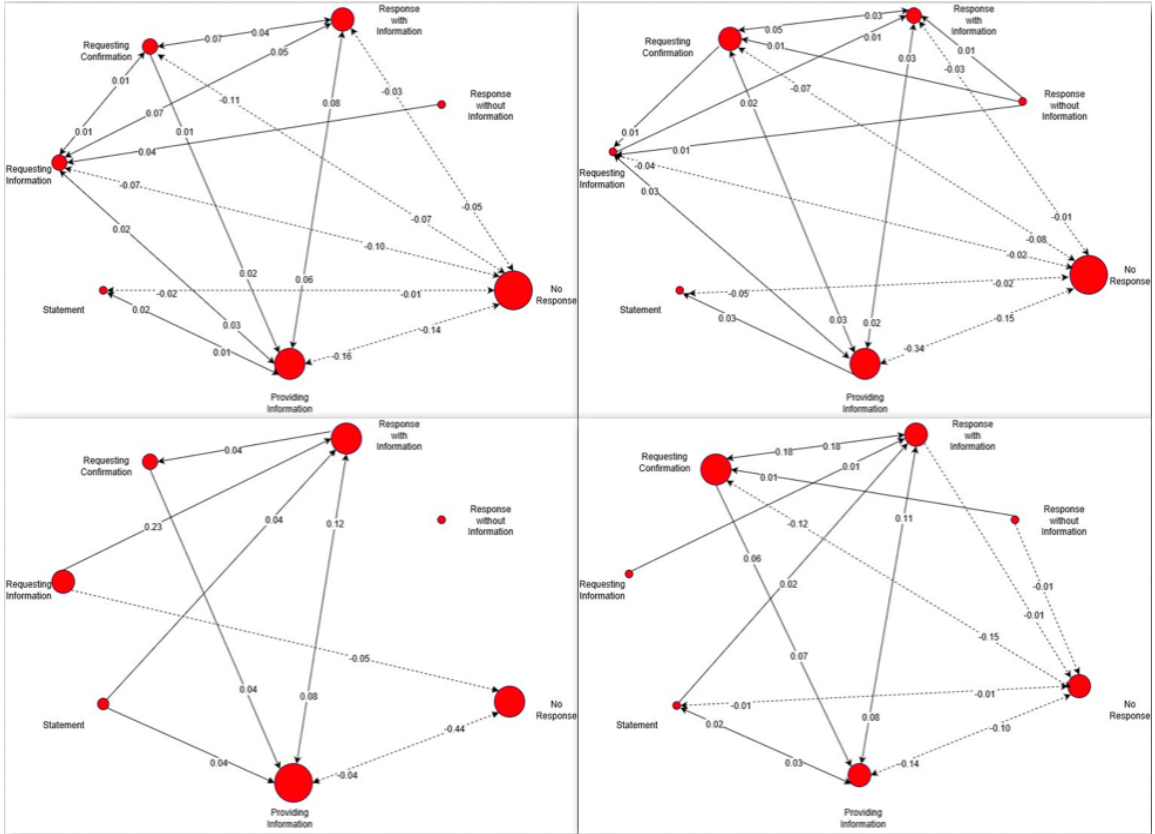 Response
with
Information
Requesting
Confirmation
0.07
0.04
0.05
0.01
-0.11
-0.03
0.08
Response
without
Information
0.07
0.01
0.01
0.04
Requesting
Information
-0.07
-0.05
-0.07
0.02
-0.10
0.02
0.06
-0.02
-0.01
No
Response
Statement
0.02
0.03
-0.14
0.01
-0.16
Providing
Information
Response
with
Information
0.03
0.05
0.01
Requesting
Confirmation
0.01
0.01
0.03
-0.03
-0.07
Response
without
Information
0.02
0.01
0.01
Requesting
Information
-0.04
0.03
-0.01
-0.08
-0.02
-0.02
No
Response
-0.05
Statement
0.03
0.03
0.02
-0.15
-0.34
Providing
Information
Response
with
Information
0.04
Requesting
Confirmation
Response
without
Information
0.23
0.04
0.12
Requesting
Information
-0.05
0.04
0.08
No
Response
Statement
-0.44
0.04
-0.04
Providing
Information
Response
with
Information
0.18
0.18
Requesting
Confirmation
0.01
0.01
-0.12
0.11
Response
without
Information
0.06
Requesting
Information
0.02
-0.01
-0.01
-0.15
0.07
-0.01
-0.01
No
Response
Statement
0.02
0.08
-0.10
0.03
-0.14
Providing
Information